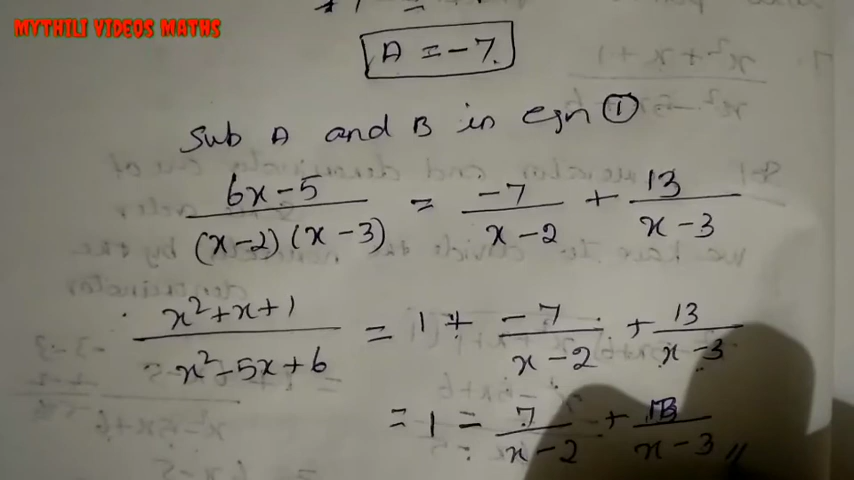 MYTHILI VIDEOS MATHS
A = -7.
Sub A and B in eqn ①
6x-5 / (x-2)(x-3) = -7 / x-2 + 13 / x-3
x²+x+1 / x²-5x+6 = 1 + -7 / x-2 + 13 / x-3
= 1 - 7 / x-2 + 13 / x-3 //